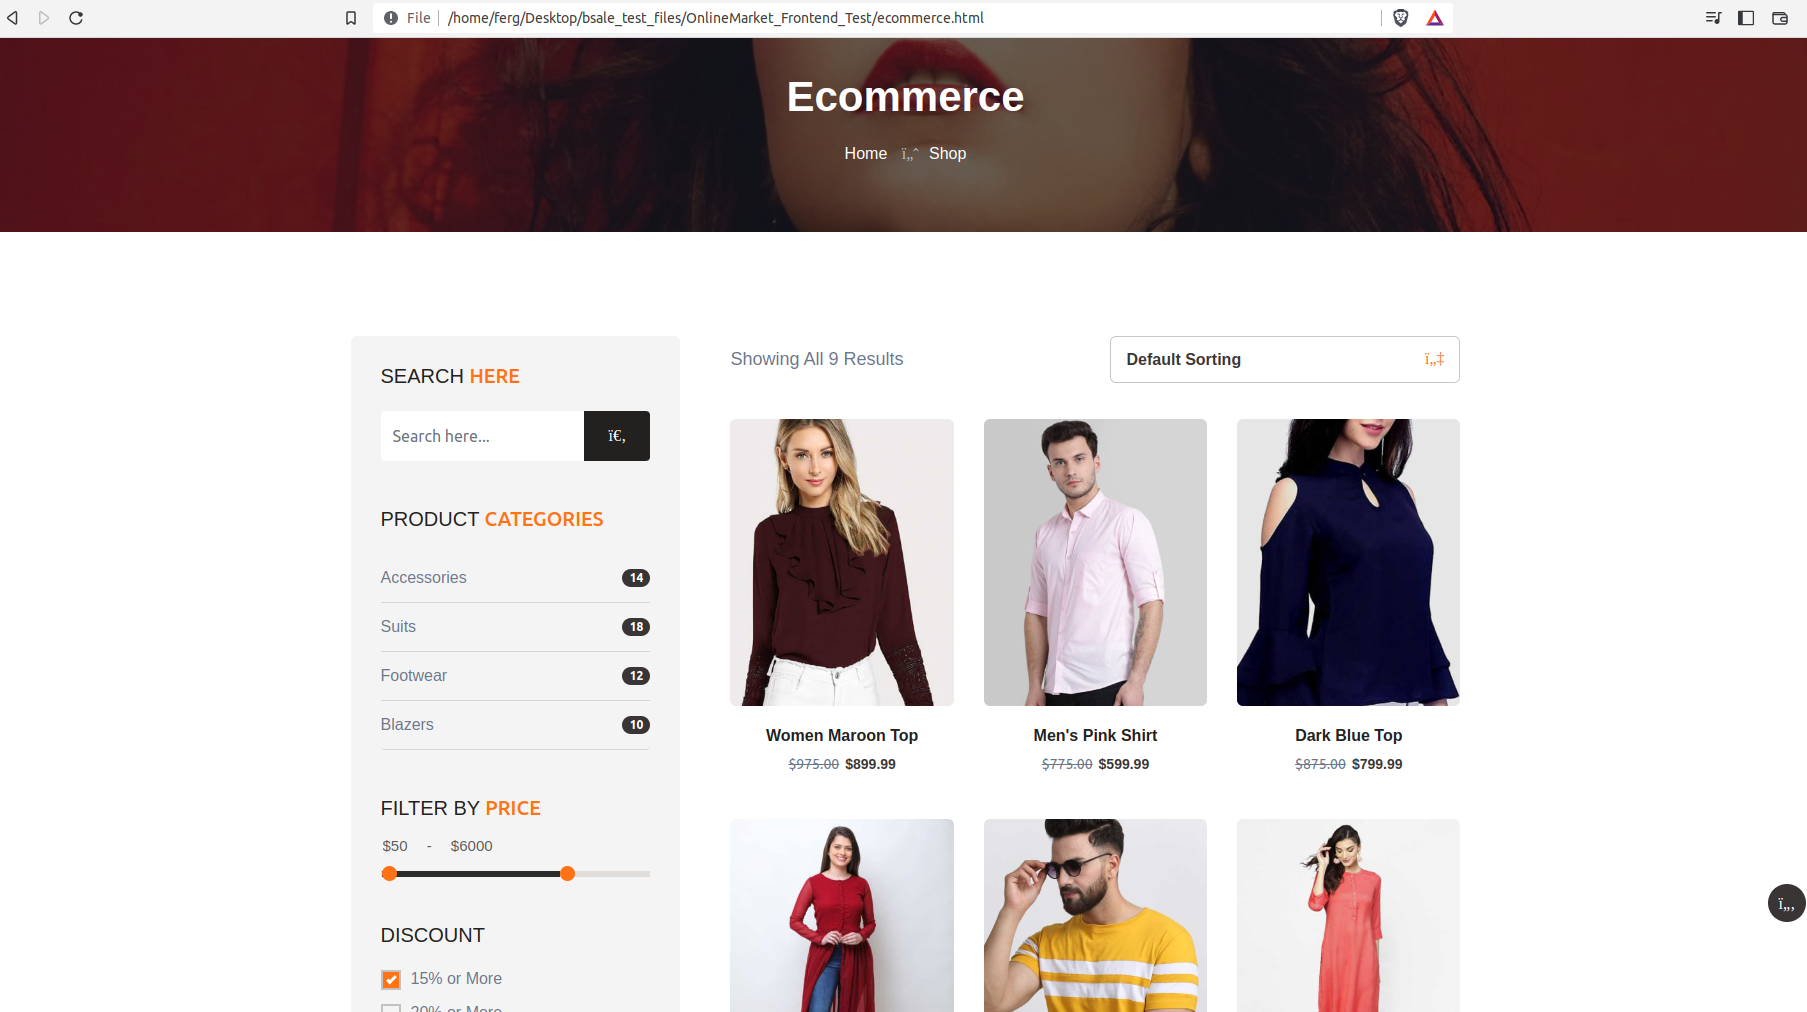 File | /home/ferg/Desktop/bsale_test_files/OnlineMarket_Frontend_Test/ecommerce.html
Ecommerce
Home ï„ˆ Shop
SEARCH HERE
Search here...
ï€‚
PRODUCT CATEGORIES
Accessories 14
Suits 18
Footwear 12
Blazers 10
FILTER BY PRICE
$50 - $6000
DISCOUNT
15% or More
20% or More
Showing All 9 Results
Default Sorting ï„‡
Women Maroon Top
$975.00 $899.99
Men's Pink Shirt
$775.00 $599.99
Dark Blue Top
$875.00 $799.99
ï„‚